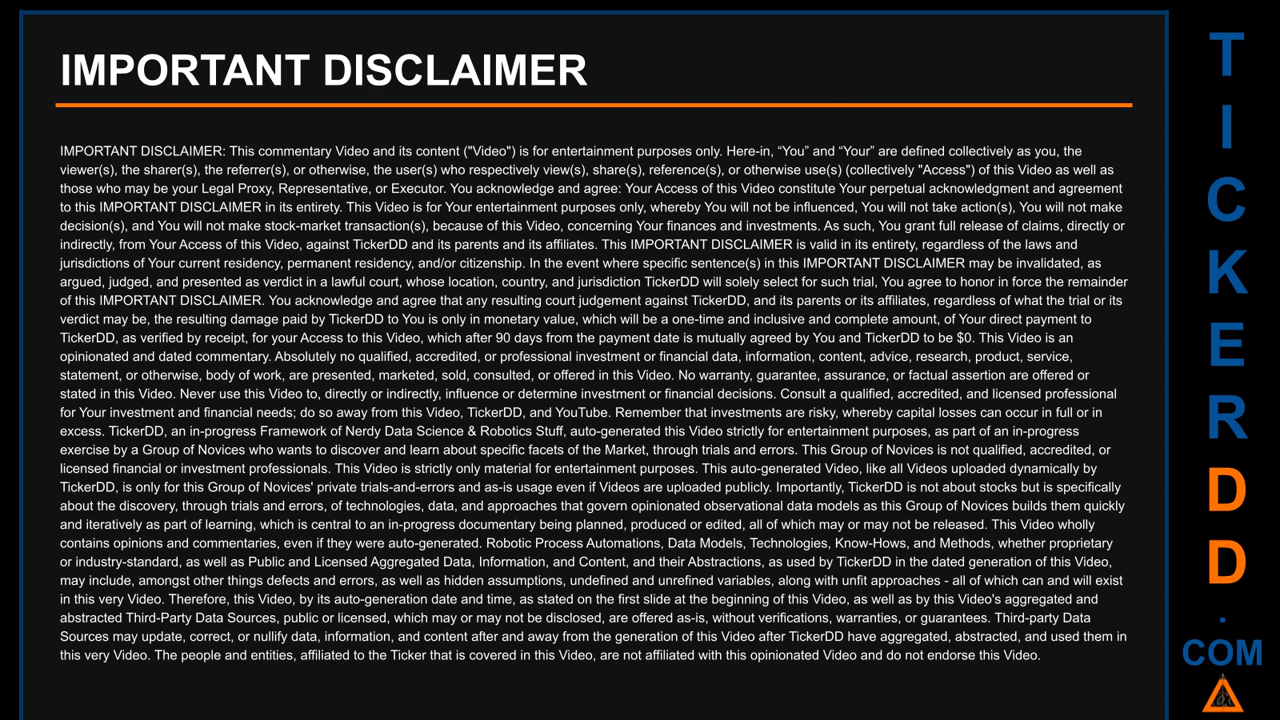 IMPORTANT DISCLAIMER
IMPORTANT DISCLAIMER: This commentary Video and its content ("Video") is for entertainment purposes only. Here-in, “You” and “Your” are defined collectively as you, the
viewer(s), the sharer(s), the referrer(s), or otherwise, the user(s) who respectively view(s), share(s), reference(s), or otherwise use(s) (collectively "Access") of this Video as well as
those who may be your Legal Proxy, Representative, or Executor. You acknowledge and agree: Your Access of this Video constitute Your perpetual acknowledgment and agreement
to this IMPORTANT DISCLAIMER in its entirety. This Video is for Your entertainment purposes only, whereby You will not be influenced, You will not take action(s), You will not make
decision(s), and You will not make stock-market transaction(s), because of this Video, concerning Your finances and investments. As such, You grant full release of claims, directly or
indirectly, from Your Access of this Video, against TickerDD and its parents and its affiliates. This IMPORTANT DISCLAIMER is valid in its entirety, regardless of the laws and
jurisdictions of Your current residency, permanent residency, and/or citizenship. In the event where specific sentence(s) in this IMPORTANT DISCLAIMER may be invalidated, as
argued, judged, and presented as verdict in a lawful court, whose location, country, and jurisdiction TickerDD will solely select for such trial, You agree to honor in force the remainder
of this IMPORTANT DISCLAIMER. You acknowledge and agree that any resulting court judgement against TickerDD, and its parents or its affiliates, regardless of what the trial or its
verdict may be, the resulting damage paid by TickerDD to You is only in monetary value, which will be a one-time and inclusive and complete amount, of Your direct payment to
TickerDD, as verified by receipt, for your Access to this Video, which after 90 days from the payment date is mutually agreed by You and TickerDD to be $0. This Video is an
opinionated and dated commentary. Absolutely no qualified, accredited, or professional investment or financial data, information, content, advice, research, product, service,
statement, or otherwise, body of work, are presented, marketed, sold, consulted, or offered in this Video. No warranty, guarantee, assurance, or factual assertion are offered or
stated in this Video. Never use this Video to, directly or indirectly, influence or determine investment or financial decisions. Consult a qualified, accredited, and licensed professional
for Your investment and financial needs; do so away from this Video, TickerDD, and YouTube. Remember that investments are risky, whereby capital losses can occur in full or in
excess. TickerDD, an in-progress Framework of Nerdy Data Science & Robotics Stuff, auto-generated this Video strictly for entertainment purposes, as part of an in-progress
exercise by a Group of Novices who wants to discover and learn about specific facets of the Market, through trials and errors. This Group of Novices is not qualified, accredited, or
licensed financial or investment professionals. This Video is strictly only material for entertainment purposes. This auto-generated Video, like all Videos uploaded dynamically by
TickerDD, is only for this Group of Novices' private trials-and-errors and as-is usage even if Videos are uploaded publicly. Importantly, TickerDD is not about stocks but is specifically
about the discovery, through trials and errors, of technologies, data, and approaches that govern opinionated observational data models as this Group of Novices builds them quickly
and iteratively as part of learning, which is central to an in-progress documentary being planned, produced or edited, all of which may or may not be released. This Video wholly
contains opinions and commentaries, even if they were auto-generated. Robotic Process Automations, Data Models, Technologies, Know-Hows, and Methods, whether proprietary
or industry-standard, as well as Public and Licensed Aggregated Data, Information, and Content, and their Abstractions, as used by TickerDD in the dated generation of this Video,
may include, amongst other things defects and errors, as well as hidden assumptions, undefined and unrefined variables, along with unfit approaches - all of which can and will exist
in this very Video. Therefore, this Video, by its auto-generation date and time, as stated on the first slide at the beginning of this Video, as well as by this Video's aggregated and
abstracted Third-Party Data Sources, public or licensed, which may or may not be disclosed, are offered as-is, without verifications, warranties, or guarantees. Third-party Data
Sources may update, correct, or nullify data, information, and content after and away from the generation of this Video after TickerDD have aggregated, abstracted, and used them in
this very Video. The people and entities, affiliated to the Ticker that is covered in this Video, are not affiliated with this opinionated Video and do not endorse this Video.
T
I
C
K
E
R
D
D
.
COM